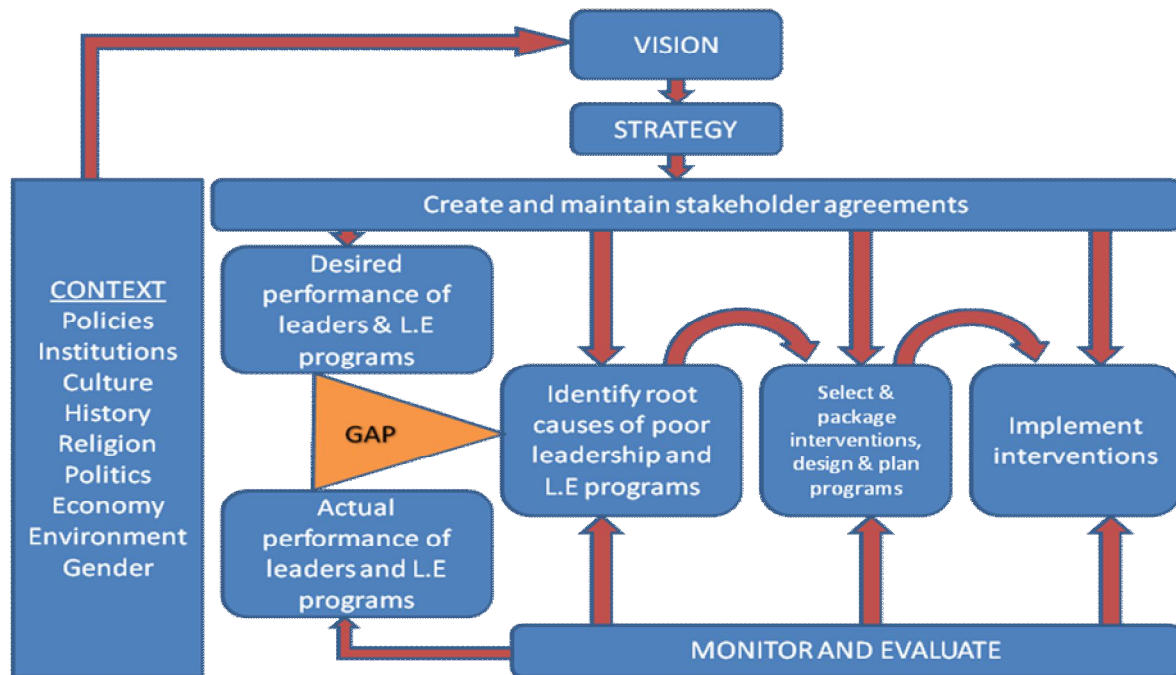 VISION
STRATEGY
Create and maintain stakeholder agreements
CONTEXT
Policies
Institutions
Culture
History
Religion
Politics
Economy
Environment
Gender
Desired
performance of
leaders & L.E
programs
GAP
Actual
performance of
leaders and L.E
programs
Identify root
causes of poor
leadership and
L.E programs
Select &
package
interventions,
design & plan
programs
Implement
interventions
MONITOR AND EVALUATE